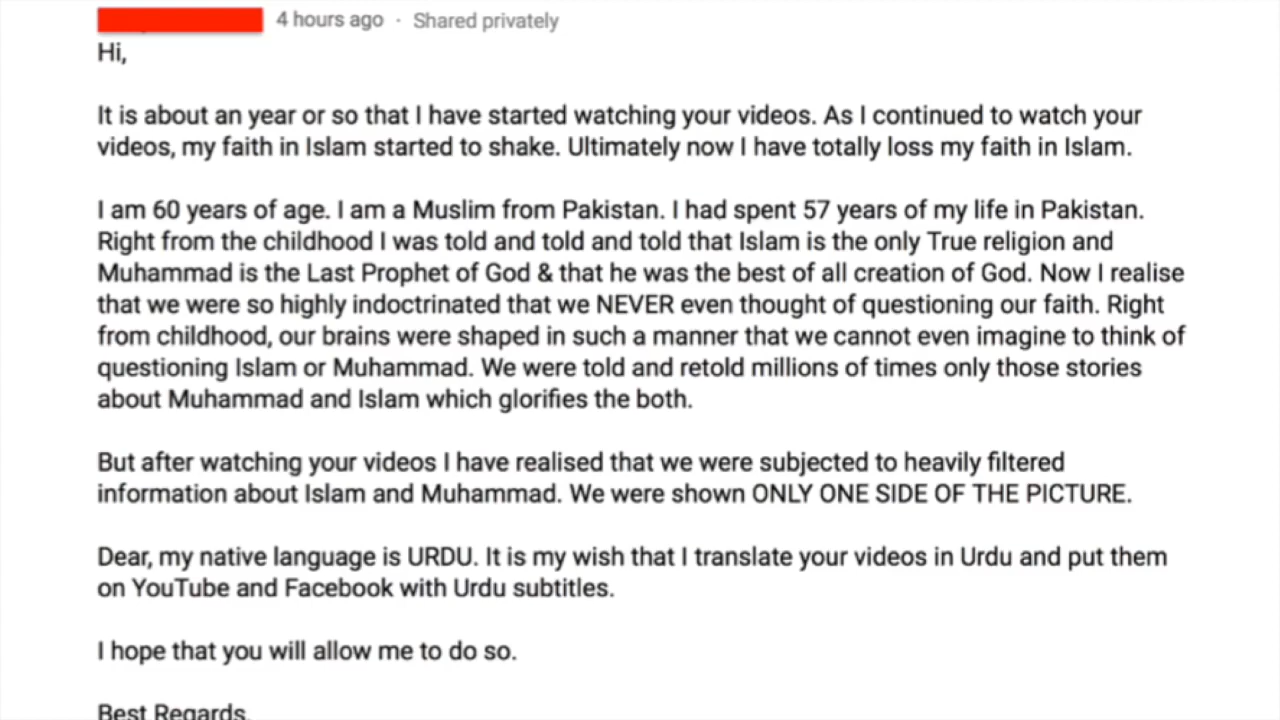 4 hours ago · Shared privately
Hi,
It is about an year or so that I have started watching your videos. As I continued to watch your
videos, my faith in Islam started to shake. Ultimately now I have totally loss my faith in Islam.
I am 60 years of age. I am a Muslim from Pakistan. I had spent 57 years of my life in Pakistan.
Right from the childhood I was told and told and told that Islam is the only True religion and
Muhammad is the Last Prophet of God & that he was the best of all creation of God. Now I realise
that we were so highly indoctrinated that we NEVER even thought of questioning our faith. Right
from childhood, our brains were shaped in such a manner that we cannot even imagine to think of
questioning Islam or Muhammad. We were told and retold millions of times only those stories
about Muhammad and Islam which glorifies the both.
But after watching your videos I have realised that we were subjected to heavily filtered
information about Islam and Muhammad. We were shown ONLY ONE SIDE OF THE PICTURE.
Dear, my native language is URDU. It is my wish that I translate your videos in Urdu and put them
on YouTube and Facebook with Urdu subtitles.
I hope that you will allow me to do so.
Best Regards,